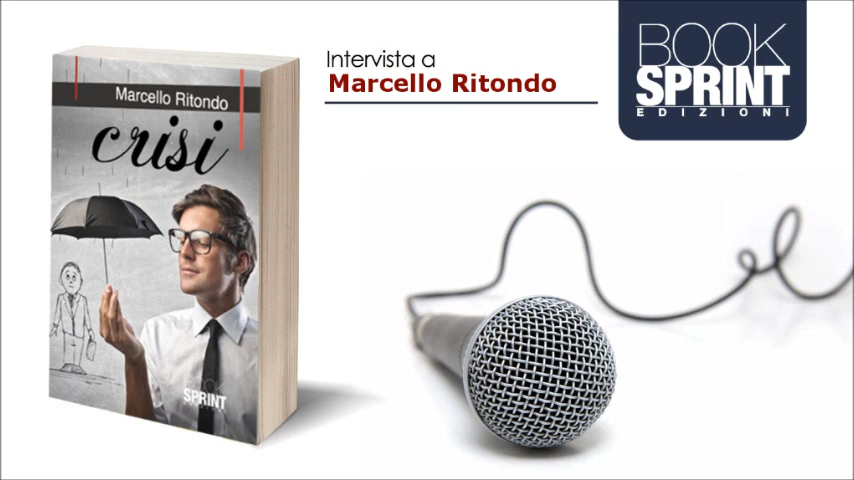 Intervista a
Marcello Ritondo
BOOK
SPRINT
EDIZIONI
Marcello Ritondo
crisi
BOOK
SPRINT